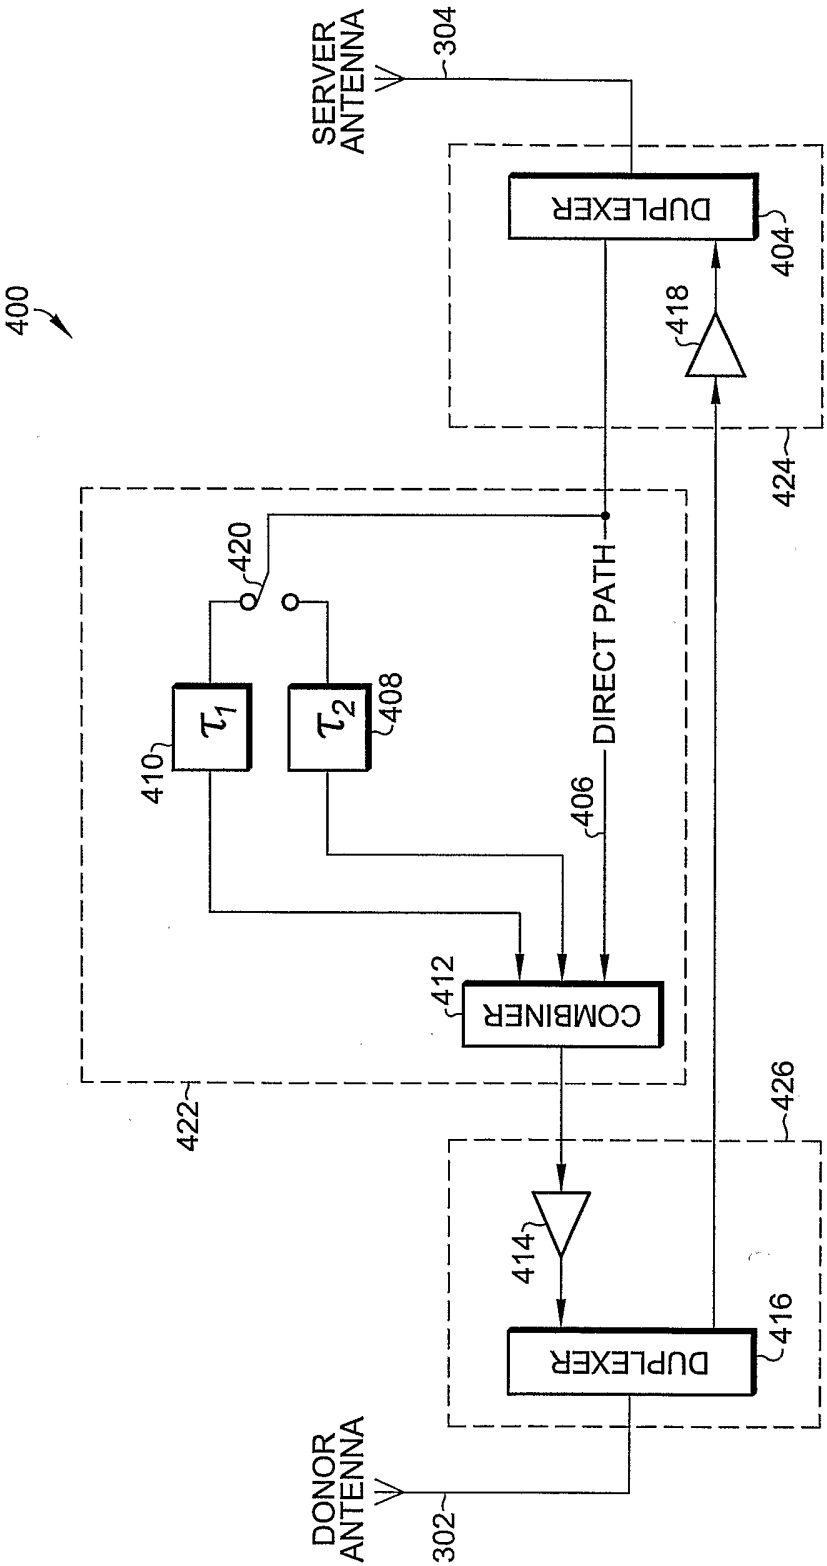 400
DONOR
ANTENNA
302
SERVER
ANTENNA
304
422
410
τ1
τ2
408
420
412
COMBINER
406
DIRECT PATH
426
414
DUPLEXER
416
424
418
DUPLEXER
404